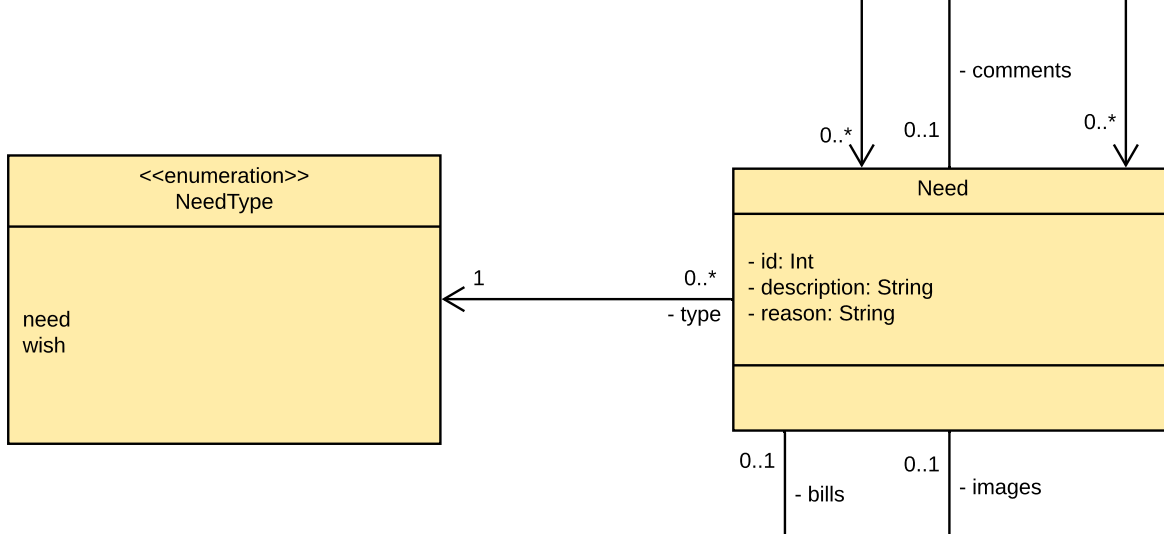 - comments
0..*
0..1
0..*
<<enumeration>>
NeedType
Need
need
wish
1
0..*
- type
- id: Int
- description: String
- reason: String
0..1
- bills
0..1
- images